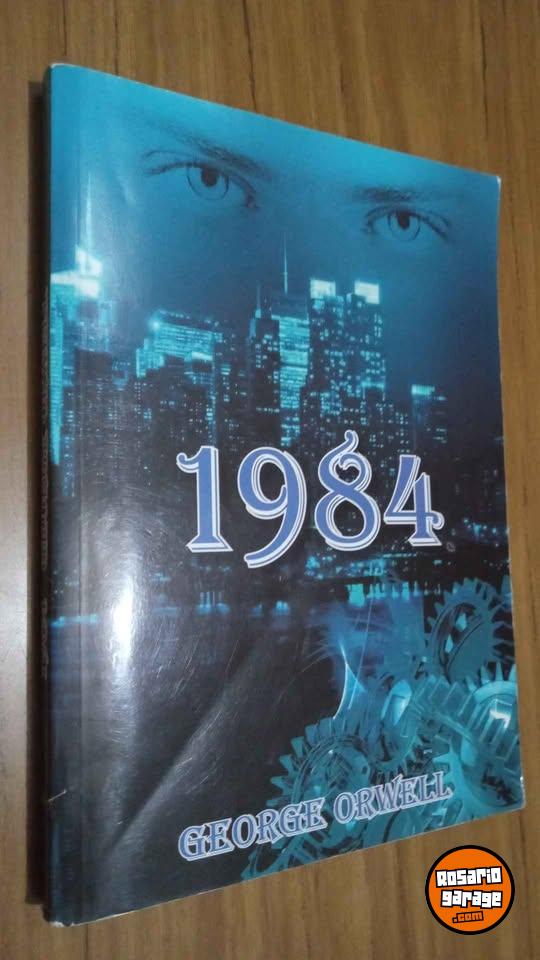 1984
GEORGE ORWELL
Rosario
garage
.com